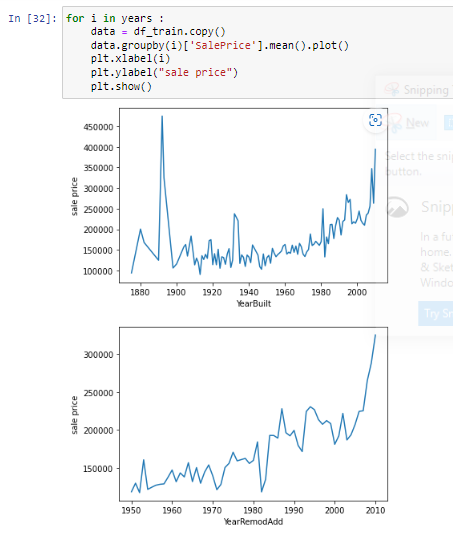 In [32]: for i in years :
data = df_train.copy()
data.groupby(i)['SalePrice'].mean().plot()
plt.xlabel(i)
plt.ylabel("sale price")
plt.show()
Snipping
New
Select the snip
button.
Snipp
In a fu
home.
& Sket
Windo
Try Sn
450000
400000
350000
300000
250000
200000
150000
100000
sale price
1880 1900 1920 1940 1960 1980 2000
YearBuilt
300000
250000
200000
150000
sale price
1950 1960 1970 1980 1990 2000 2010
YearRemodAdd